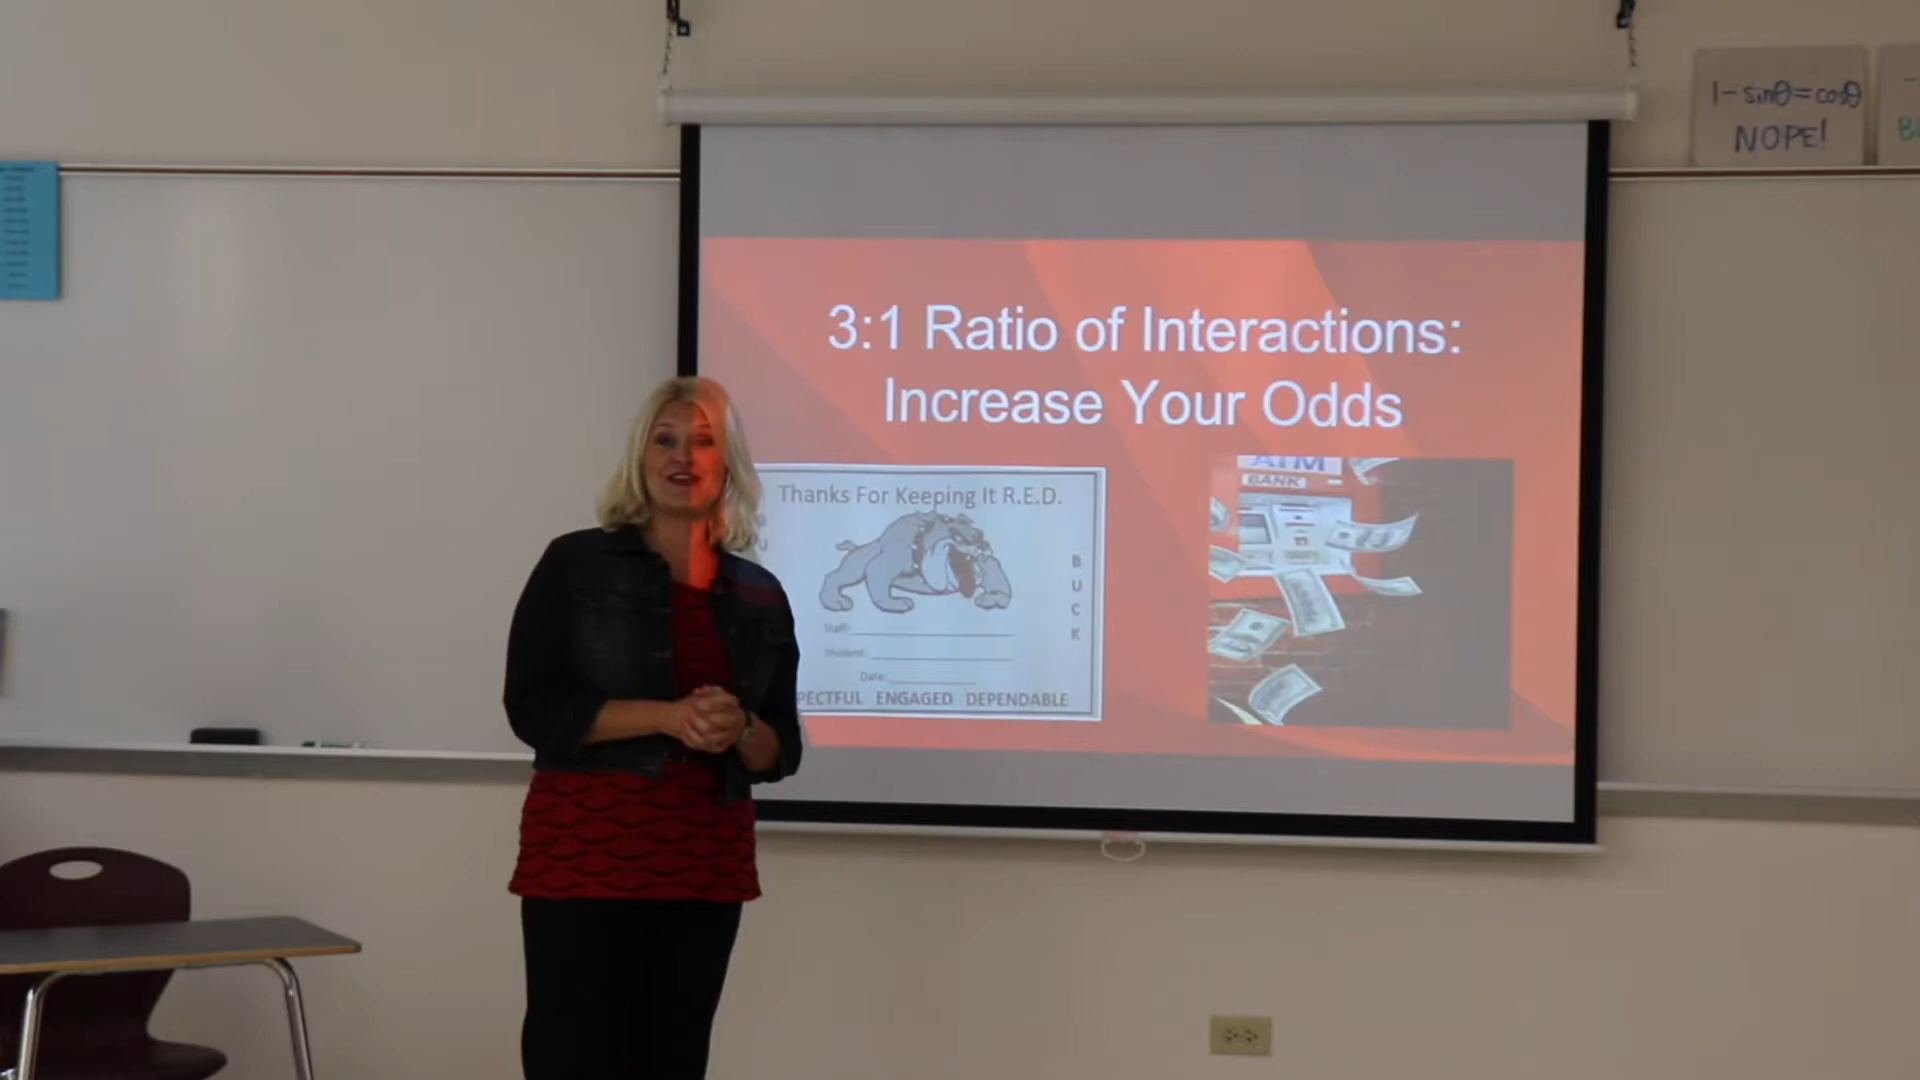 1-sinθ=cosθ
NOPE!
3:1 Ratio of Interactions:
Increase Your Odds
ATM
BANK
Thanks For Keeping It R.E.D.
BUCK
Staff:
Student:
Date:
PECTFUL ENGAGED DEPENDABLE